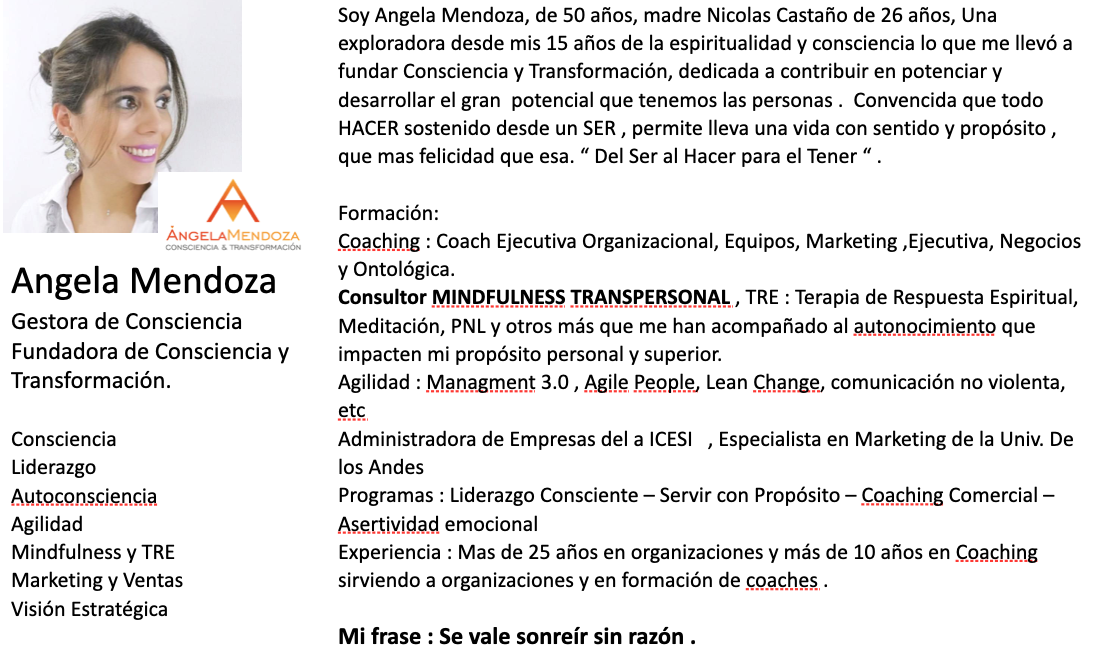 ÀNGELAMENDOZA
CONSCIENCIA & TRANSFORMACIÓN
Angela Mendoza
Gestora de Consciencia
Fundadora de Consciencia y
Transformación.
Consciencia
Liderazgo
Autoconsciencia
Agilidad
Mindfulness y TRE
Marketing y Ventas
Visión Estratégica
Soy Angela Mendoza, de 50 años, madre Nicolas Castaño de 26 años, Una
exploradora desde mis 15 años de la espiritualidad y consciencia lo que me llevó a
fundar Consciencia y Transformación, dedicada a contribuir en potenciar y
desarrollar el gran  potencial que tenemos las personas .  Convencida que todo
HACER sostenido desde un SER , permite lleva una vida con sentido y propósito ,
que mas felicidad que esa. “ Del Ser al Hacer para el Tener “ .
Formación:
Coaching : Coach Ejecutiva Organizacional, Equipos, Marketing ,Ejecutiva, Negocios
y Ontológica.
Consultor MINDFULNESS TRANSPERSONAL , TRE : Terapia de Respuesta Espiritual,
Meditación, PNL y otros más que me han acompañado al autonocimiento que
impacten mi propósito personal y superior.
Agilidad : Managment 3.0 , Agile People, Lean Change, comunicación no violenta,
etc
Administradora de Empresas del a ICESI   , Especialista en Marketing de la Univ. De
los Andes
Programas : Liderazgo Consciente – Servir con Propósito – Coaching Comercial –
Asertividad emocional
Experiencia : Mas de 25 años en organizaciones y más de 10 años en Coaching
sirviendo a organizaciones y en formación de coaches .
Mi frase : Se vale sonreír sin razón .